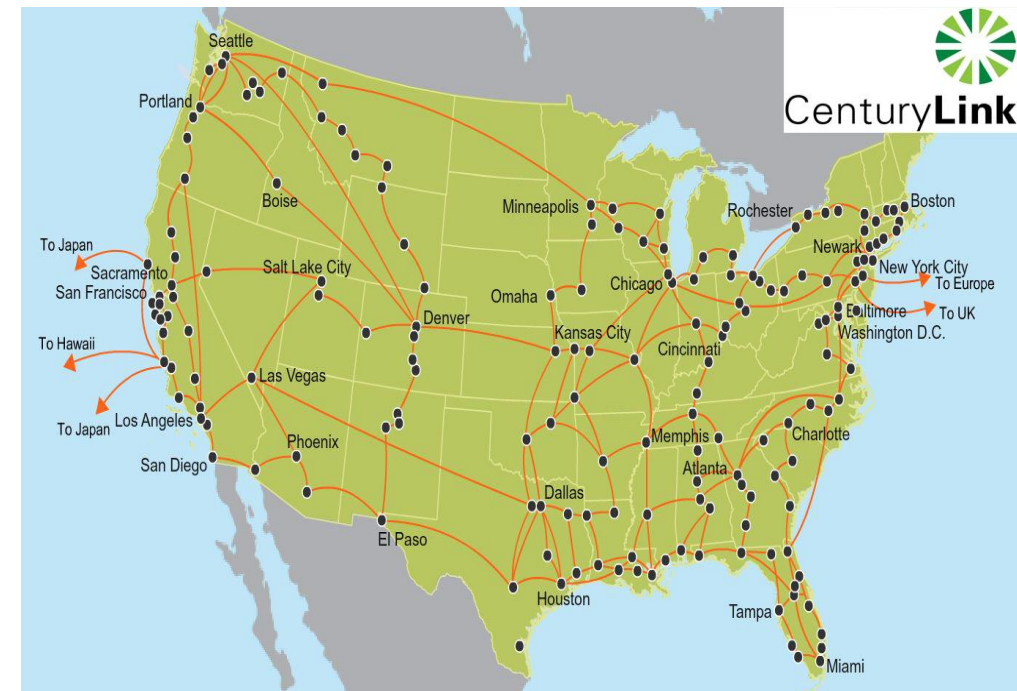 Seattle
CenturyLink
Portland
Boise
Minneapolis
Rochester
Boston
To Japan
Sacramento
San Francisco
Salt Lake City
Newark
New York City
To Europe
Omaha
Chicago
Denver
Kansas City
Baltimore
To UK
Washington D.C.
To Hawaii
Cincinnati
Las Vegas
To Japan
Los Angeles
Phoenix
Memphis
Charlotte
San Diego
Atlanta
Dallas
El Paso
Houston
Tampa
Miami